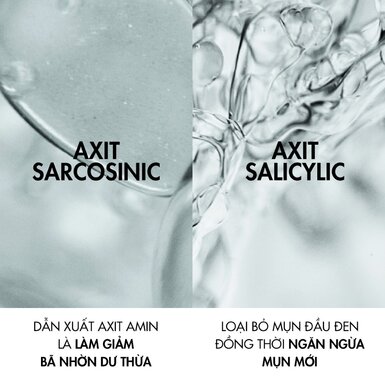 AXIT
SARCOSINIC
AXIT
SALICYLIC
DẪN XUẤT AXIT AMIN
LÀ LÀM GIẢM
BÃ NHỜN DƯ THỪA
LOẠI BỎ MỤN ĐẦU ĐEN
ĐỒNG THỜI NGĂN NGỪA
MỤN MỚI